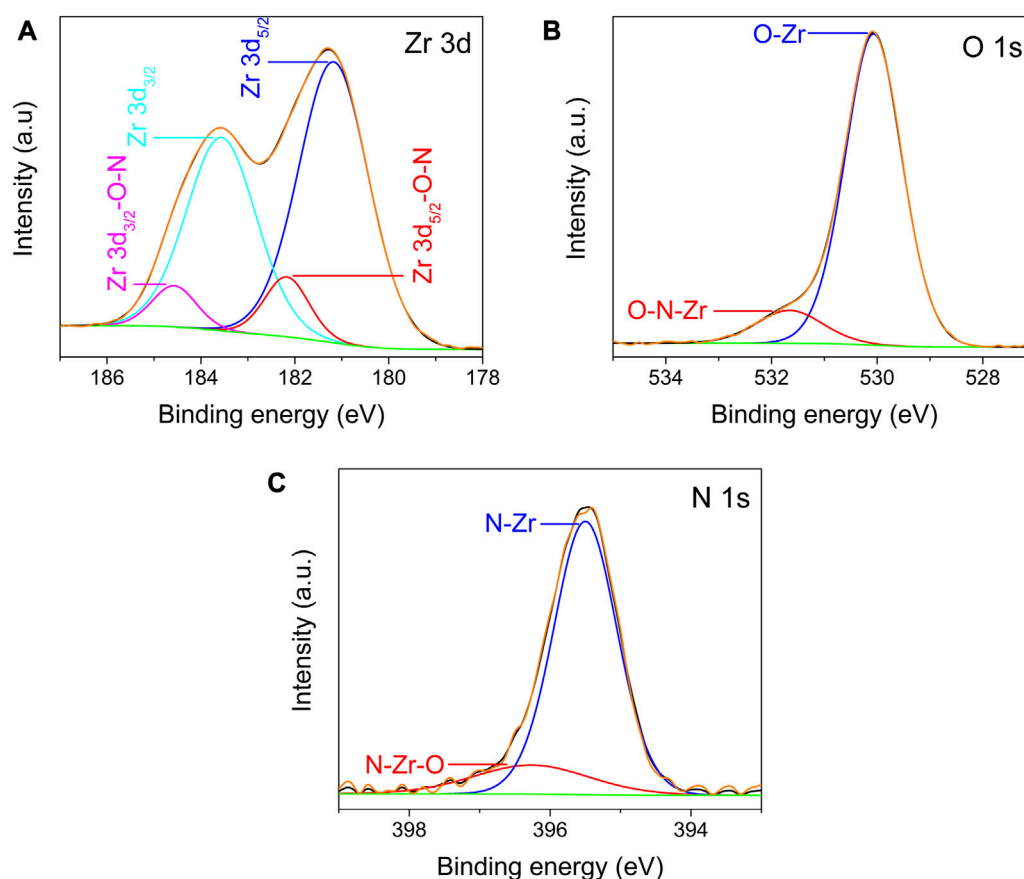 A
Zr 3d
Zr 3d5/2
Zr 3d3/2
Zr 3d3/2-O-N
Zr 3d5/2-O-N
Intensity (a.u)
186 184 182 180 178
Binding energy (eV)
B
O 1s
O-Zr
O-N-Zr
Intensity (a.u.)
534 532 530 528
Binding energy (eV)
C
N 1s
N-Zr
N-Zr-O
Intensity (a.u.)
398 396 394
Binding energy (eV)